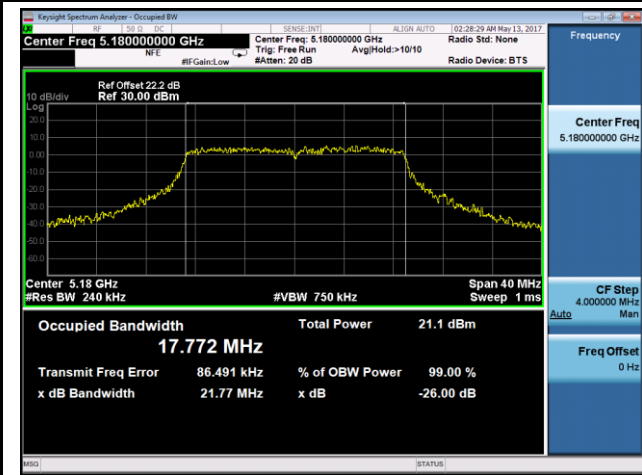 Keysight Spectrum Analyzer - Occupied BW
RF 50 Ω DC SENSE:INT ALIGN AUTO 02:28:29 AM May 13, 2017
Center Freq 5.180000000 GHz Center Freq: 5.180000000 GHz Radio Std: None
NFE Trig: Free Run Avg|Hold:>10/10
#IFGain:Low #Atten: 20 dB Radio Device: BTS
Frequency
Ref Offset 22.2 dB
10 dB/div Ref 30.00 dBm
Log
20.0
10.0
0.00
-10.0
-20.0
-30.0
-40.0
-50.0
-60.0
Center 5.18 GHz Span 40 MHz
#Res BW 240 kHz #VBW 750 kHz Sweep 1 ms
Occupied Bandwidth Total Power 21.1 dBm
17.772 MHz
Transmit Freq Error 86.491 kHz % of OBW Power 99.00 %
x dB Bandwidth 21.77 MHz x dB -26.00 dB
Center Freq
5.180000000 GHz
CF Step
4.000000 MHz
Auto Man
Freq Offset
0 Hz
MSG STATUS